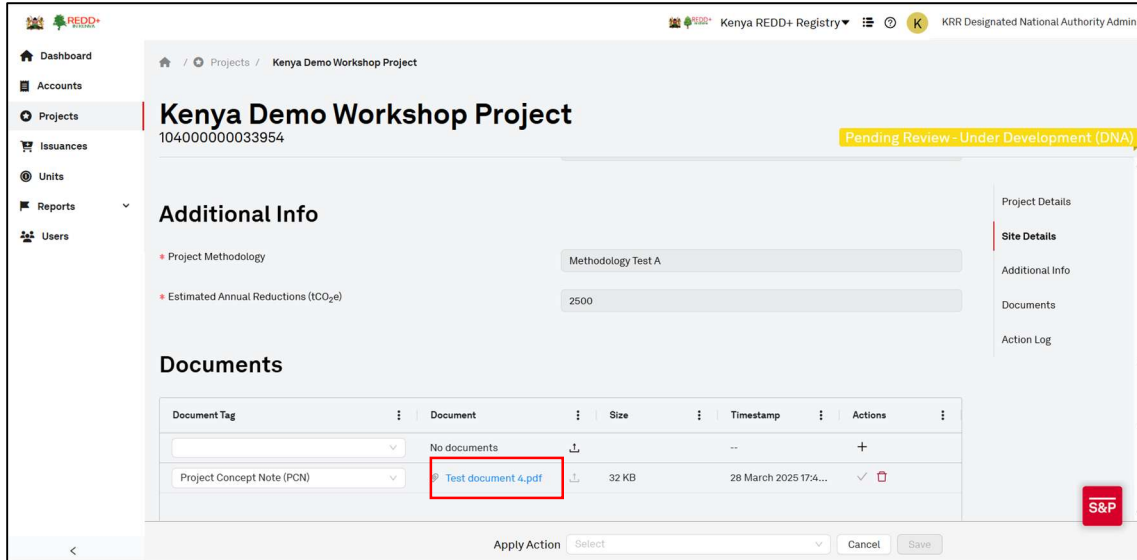 REDD+
REDD+ Kenya REDD+ Registry K KRR Designated National Authority Admin
Dashboard
Accounts
Projects
Issuances
Units
Reports
Users
/ Projects / Kenya Demo Workshop Project
Kenya Demo Workshop Project
104000000033954
Pending Review - Under Development (DNA)
Additional Info
* Project Methodology Methodology Test A
* Estimated Annual Reductions (tCO₂e) 2500
Project Details
Site Details
Additional Info
Documents
Action Log
Documents
Document Tag Document Size Timestamp Actions
No documents -- +
Project Concept Note (PCN) Test document 4.pdf 32 KB 28 March 2025 17:4...
S&P
Apply Action Select Cancel Save